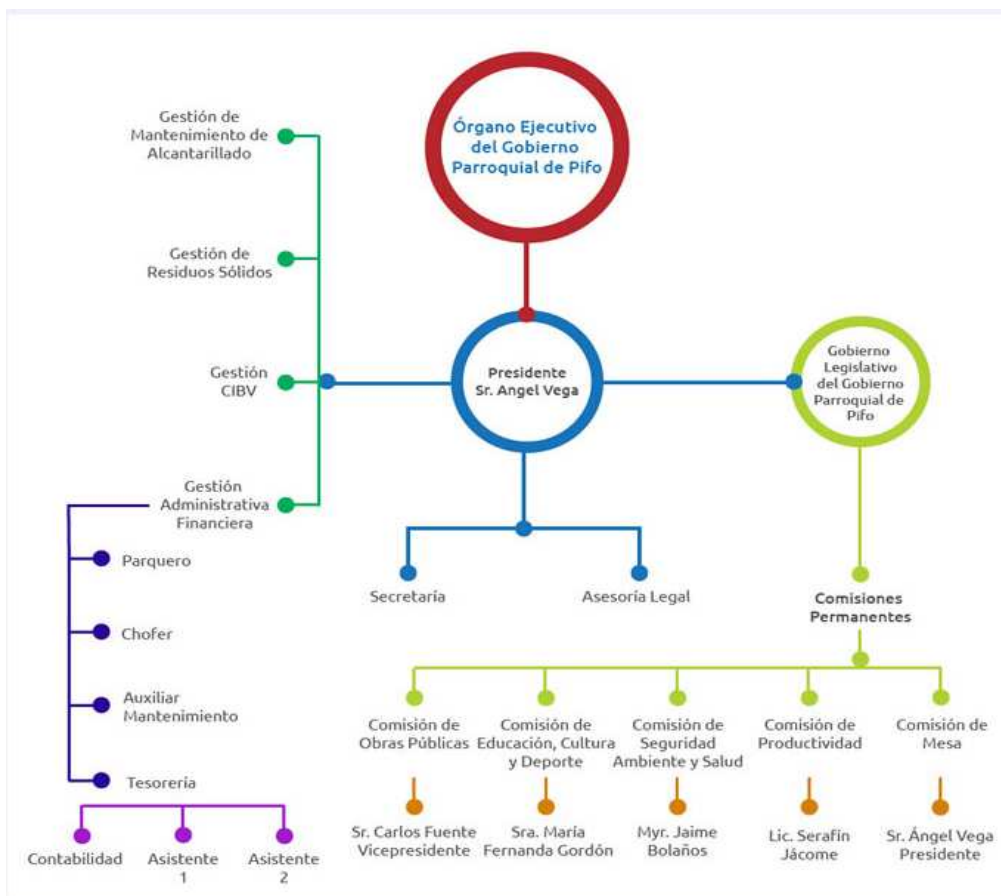 Órgano Ejecutivo
del Gobierno
Parroquial de Pifo
Gestión de
Mantenimiento de
Alcantarillado
Gestión de
Residuos Sólidos
Gestión
CIBV
Gestión
Administrativa
Financiera
Presidente
Sr. Angel Vega
Gobierno
Legislativo
del Gobierno
Parroquial de
Pifo
Parquero
Chofer
Auxiliar
Mantenimiento
Tesorería
Contabilidad
Asistente
1
Asistente
2
Secretaría
Asesoría Legal
Comisiones
Permanentes
Comisión de
Obras Públicas
Comisión de
Educación, Cultura
y Deporte
Comisión de
Seguridad
Ambiente y Salud
Comisión de
Productividad
Comisión de
Mesa
Sr. Carlos Fuente
Vicepresidente
Sra. María
Fernanda Gordón
Myr. Jaime
Bolaños
Lic. Serafín
Jácome
Sr. Ángel Vega
Presidente